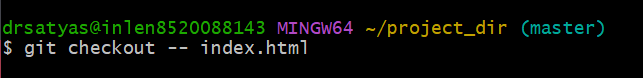 drsatyas@inlen8520088143 MINGW64 ~/project_dir (master)
$ git checkout -- index.html